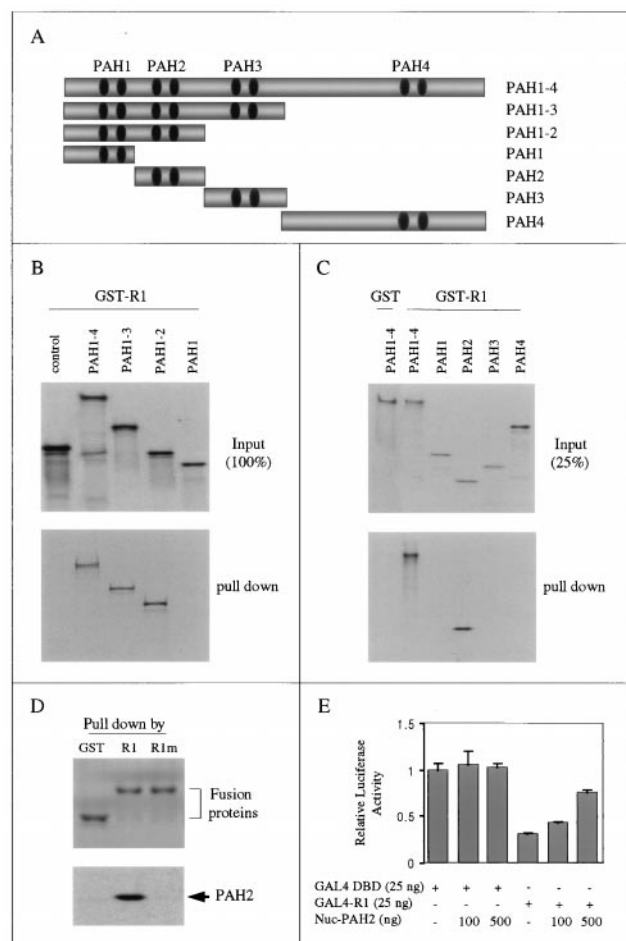 A
PAH1 PAH2 PAH3 PAH4
PAH1-4
PAH1-3
PAH1-2
PAH1
PAH2
PAH3
PAH4
B
GST-R1
control
PAH1-4
PAH1-3
PAH1-2
PAH1
Input
(100%)
pull down
C
GST GST-R1
PAH1-4
PAH1-4
PAH1
PAH2
PAH3
PAH4
Input
(25%)
pull down
D
Pull down by
GST R1 R1m
Fusion
proteins
PAH2
E
Relative Luciferase
Activity
1.5
1
0.5
0
GAL4 DBD (25 ng) + + + - - -
GAL4-R1 (25 ng) - - - + + +
Nuc-PAH2 (ng) - 100 500 - 100 500